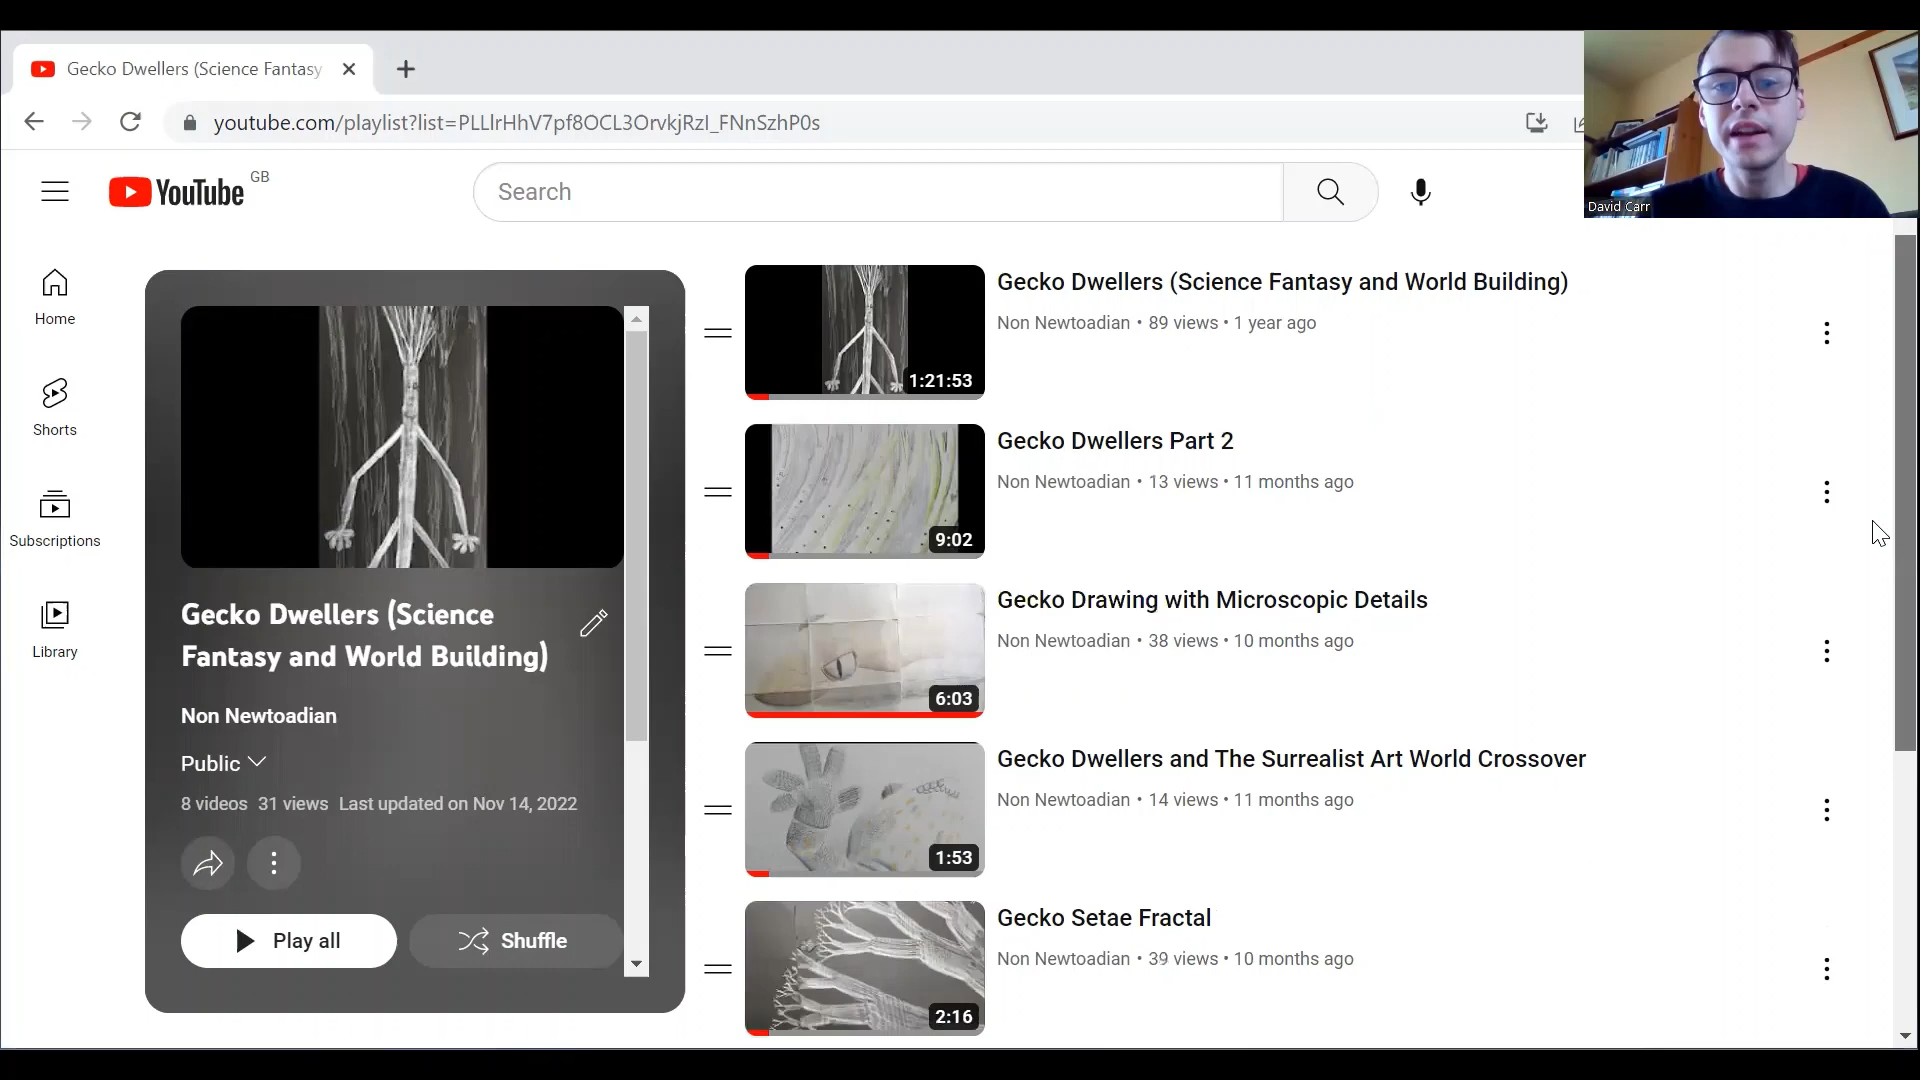 Gecko Dwellers (Science Fantasy
youtube.com/playlist?list=PLLlrHhV7pf8OCL3OrvkjRzI_FNnSzhP0s
YouTube GB
Search
David Carr
Home
Shorts
Subscriptions
Library
Gecko Dwellers (Science
Fantasy and World Building)
Non Newtoadian
Public
8 videos 31 views Last updated on Nov 14, 2022
Play all
Shuffle
1:21:53
Gecko Dwellers (Science Fantasy and World Building)
Non Newtoadian • 89 views • 1 year ago
9:02
Gecko Dwellers Part 2
Non Newtoadian • 13 views • 11 months ago
6:03
Gecko Drawing with Microscopic Details
Non Newtoadian • 38 views • 10 months ago
1:53
Gecko Dwellers and The Surrealist Art World Crossover
Non Newtoadian • 14 views • 11 months ago
2:16
Gecko Setae Fractal
Non Newtoadian • 39 views • 10 months ago